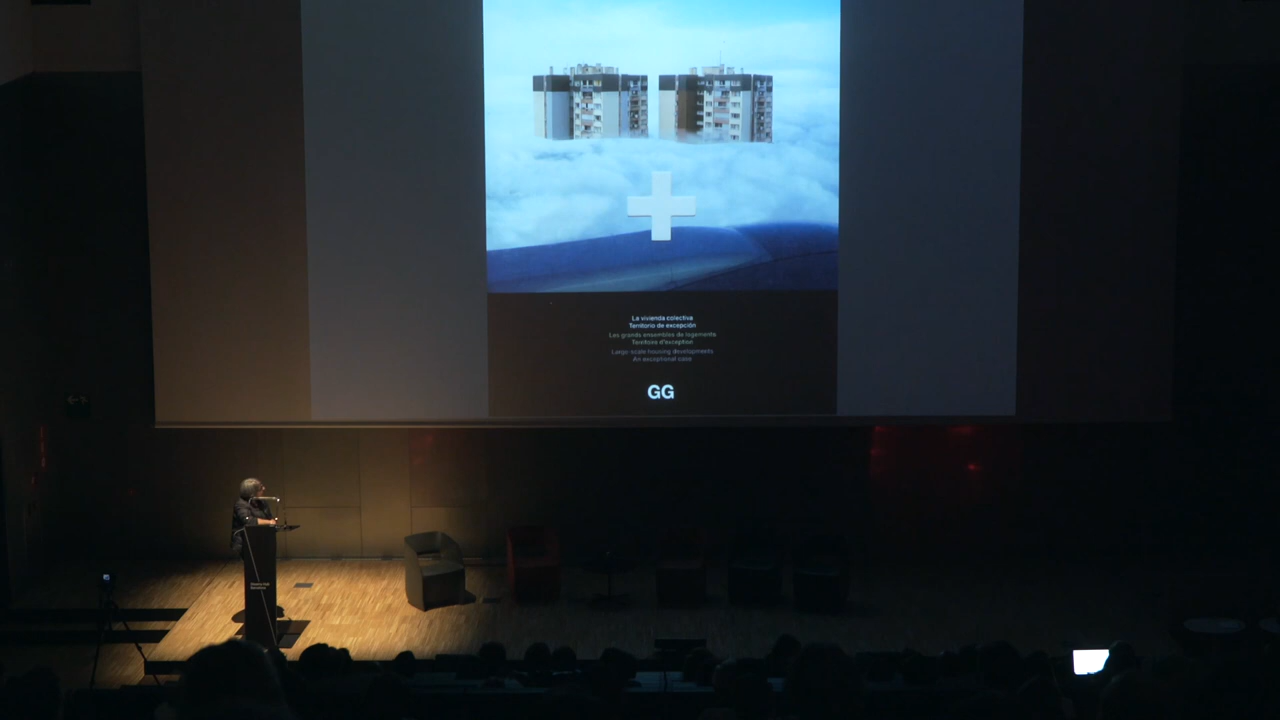 La vivienda colectiva
Territorio de excepción
Les grands ensembles de logements
Territoire d'exception
Large-scale housing developments
An exceptional case
GG